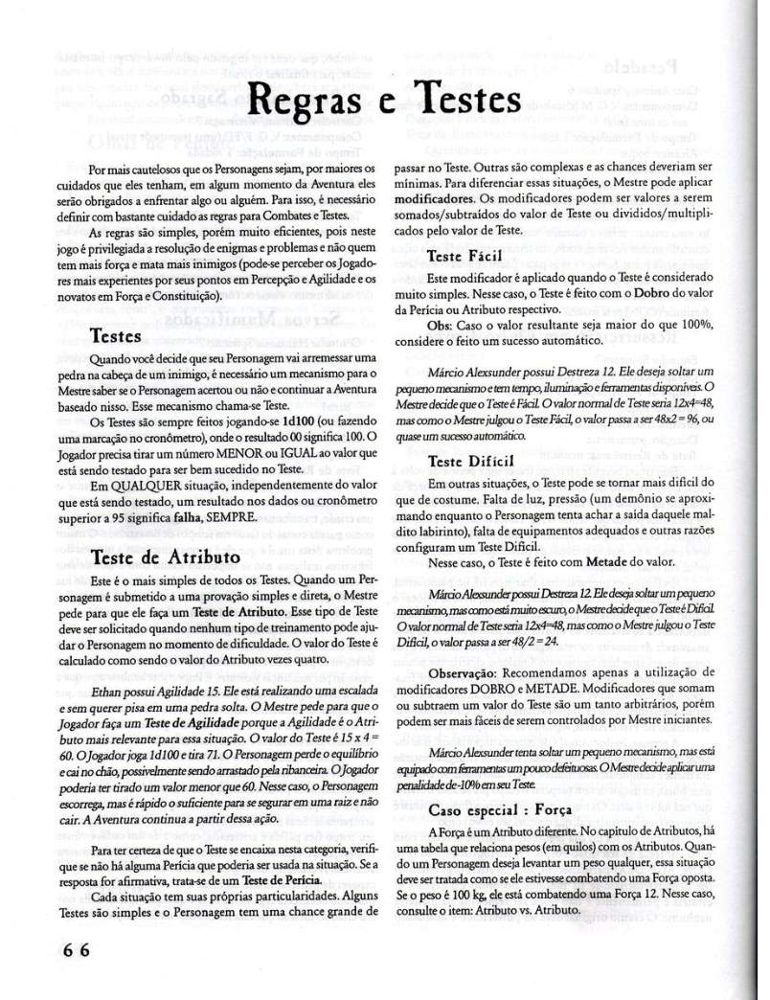 Regras e Testes
Por mais cautelosos que os Personagens sejam, por maiores os
cuidados que eles tenham, em algum momento da Aventura eles
serão obrigados a enfrentar algo ou alguém. Para isso, é necessário
definir com bastante cuidado as regras para Combates e Testes.
As regras são simples, porém muito eficientes, pois neste
jogo é privilegiada a resolução de enigmas e problemas e não quem
tem mais força e mata mais inimigos (pode-se perceber os Jogado-
res mais experientes por seus pontos em Percepção e Agilidade e os
novatos em Força e Constituição).
Testes
Quando você decide que seu Personagem vai arremessar uma
pedra na cabeça de um inimigo, é necessário um mecanismo para o
Mestre saber se o Personagem acertou ou não e continuar a Aventura
baseado nisso. Esse mecanismo chama-se Teste.
Os Testes são sempre feitos jogando-se 1d100 (ou fazendo
uma marcação no cronômetro), onde o resultado 00 significa 100. O
Jogador precisa tirar um número MENOR ou IGUAL ao valor que
está sendo testado para ser bem sucedido no Teste.
Em QUALQUER situação, independentemente do valor
que está sendo testado, um resultado nos dados ou cronômetro
superior a 95 significa falha, SEMPRE.
Teste de Atributo
Este é o mais simples de todos os Testes. Quando um Per-
sonagem é submetido a uma provação simples e direta, o Mestre
pede para que ele faça um Teste de Atributo. Esse tipo de Teste
deve ser solicitado quando nenhum tipo de treinamento pode aju-
dar o Personagem no momento de dificuldade. O valor do Teste é
calculado como sendo o valor do Atributo vezes quatro.
Ethan possui Agilidade 15. Ele está realizando uma escalada
e sem querer pisa em uma pedra solta. O Mestre pede para que o
Jogador faça um Teste de Agilidade porque a Agilidade é o Atri-
buto mais relevante para essa situação. O valor do Teste é 15 x 4 =
60. O Jogador joga 1d100 e tira 71. O Personagem perde o equilíbrio
e cai no chão, possivelmente sendo arrastado pela ribanceira. O Jogador
poderia ter tirado um valor menor que 60. Nesse caso, o Personagem
escorrega, mas é rápido o suficiente para se segurar em uma raiz e não
cair. A Aventura continua a partir dessa ação.
Para ter certeza de que o Teste se encaixa nesta categoria, verifi-
que se não há alguma Perícia que poderia ser usada na situação. Se a
resposta for afirmativa, trata-se de um Teste de Perícia.
Cada situação tem suas próprias particularidades. Alguns
Testes são simples e o Personagem tem uma chance grande de
66
passar no Teste. Outras são complexas e as chances deveriam ser
mínimas. Para diferenciar essas situações, o Mestre pode aplicar
modificadores. Os modificadores podem ser valores a serem
somados/subtraídos do valor de Teste ou divididos/multipli-
cados pelo valor de Teste.
Teste Fácil
Este modificador é aplicado quando o Teste é considerado
muito simples. Nesse caso, o Teste é feito com o Dobro do valor
da Perícia ou Atributo respectivo.
Obs: Caso o valor resultante seja maior do que 100%,
considere o feito um sucesso automático.
Márcio Alexsunder possui Destreza 12. Ele deseja soltar um
pequeno mecanismo e tem tempo, iluminação e ferramentas disponíveis. O
Mestre decide que o Teste é Fácil. O valor normal de Teste seria 12x4=48,
mas como o Mestre julgou o Teste Fácil, o valor passa a ser 48x2 = 96, ou
quase um sucesso automático.
Teste Difícil
Em outras situações, o Teste pode se tornar mais difícil do
que de costume. Falta de luz, pressão (um demônio se aproxi-
mando enquanto o Personagem tenta achar a saída daquele mal-
dito labirinto), falta de equipamentos adequados e outras razões
configuram um Teste Difícil.
Nesse caso, o Teste é feito com Metade do valor.
Márcio Alexsunder possui Destreza 12. Ele deseja soltar um pequeno
mecanismo, mas como está muito escuro, o Mestre decide que o Teste é Difícil.
O valor normal de Teste seria 12x4=48, mas como o Mestre julgou o Teste
Difícil, o valor passa a ser 48/2 = 24.
Observação: Recomendamos apenas a utilização de
modificadores DOBRO e METADE. Modificadores que somam
ou subtraem um valor do Teste são um tanto arbitrários, porém
podem ser mais fáceis de serem controlados por Mestre iniciantes.
Márcio Alexsunder tenta soltar um pequeno mecanismo, mas está
equipado com ferramentas um pouco defeituosas. O Mestre decide aplicar uma
penalidade de -10% em seu Teste.
Caso especial : Força
A Força é um Atributo diferente. No capítulo de Atributos, há
uma tabela que relaciona pesos (em quilos) com os Atributos. Quan-
do um Personagem deseja levantar um peso qualquer, essa situação
deve ser tratada como se ele estivesse combatendo uma Força oposta.
Se o peso é 100 kg, ele está combatendo uma Força 12. Nesse caso,
consulte o item: Atributo vs. Atributo.